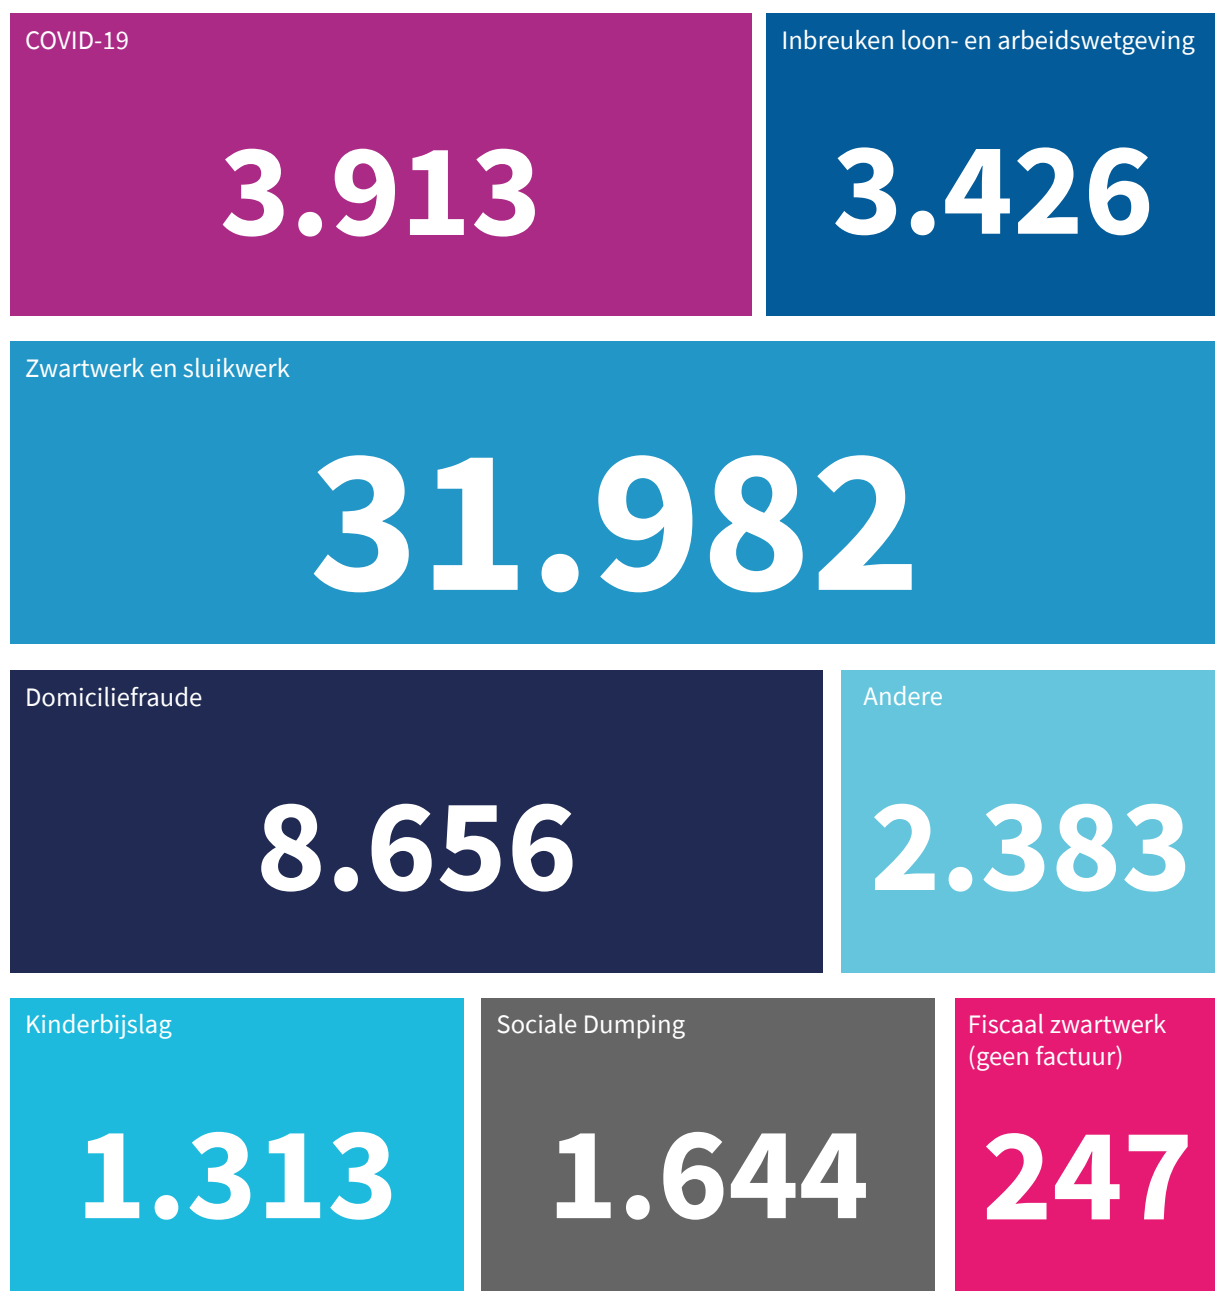 COVID-19
3.913
Inbreuken loon- en arbeidswetgeving
3.426
Zwartwerk en sluikwerk
31.982
Domiciliefraude
8.656
Andere
2.383
Kinderbijslag
1.313
Sociale Dumping
1.644
Fiscaal zwartwerk
(geen factuur)
247